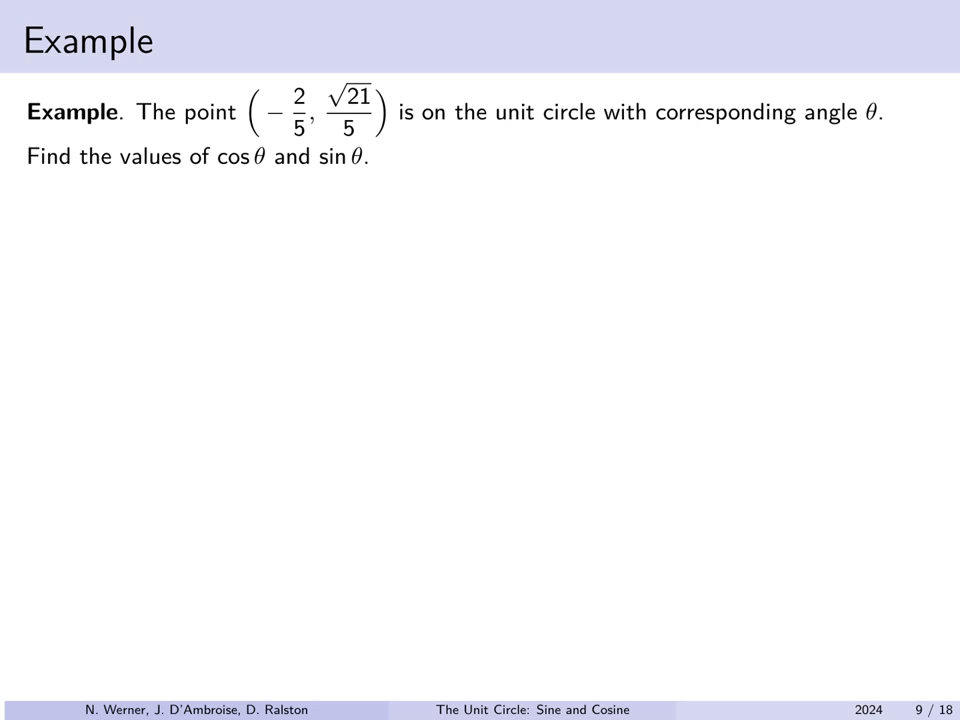 Example
Example. The point (− 2/5, √21/5) is on the unit circle with corresponding angle θ.
Find the values of cos θ and sin θ.
N. Werner, J. D'Ambroise, D. Ralston The Unit Circle: Sine and Cosine 2024 9 / 18